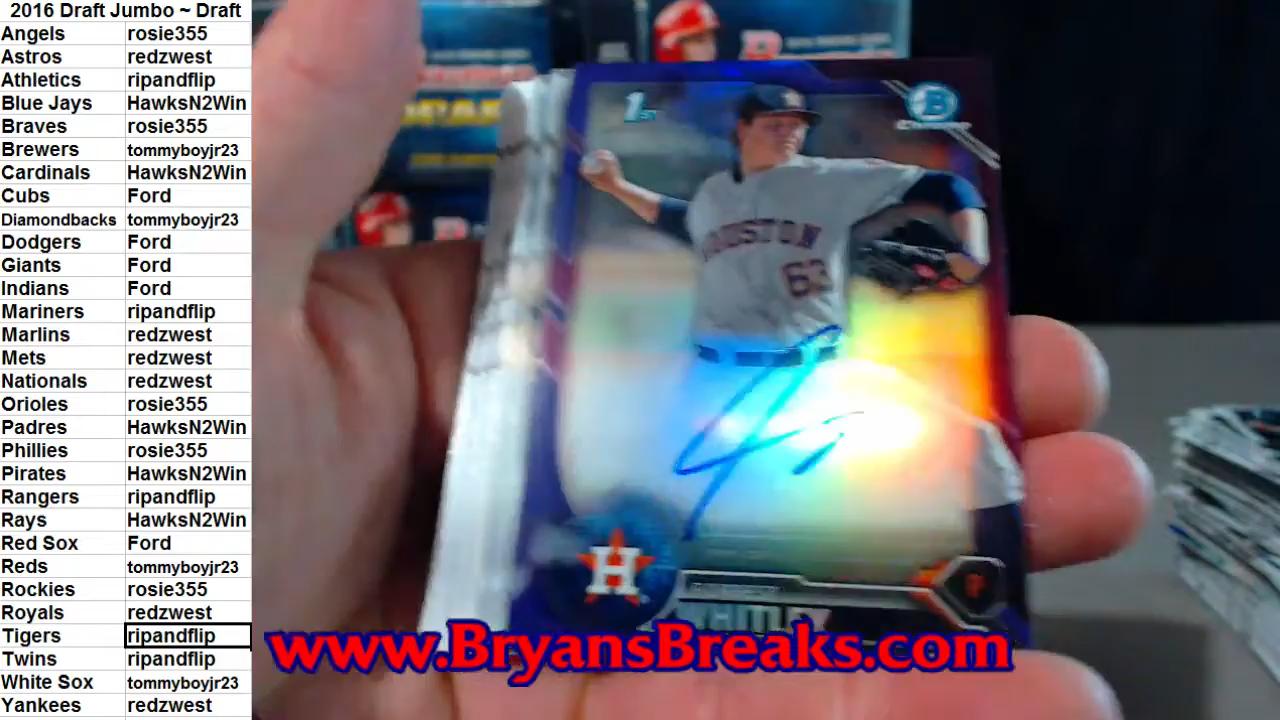 2016 Draft Jumbo ~ Draft
Angels rosie355
Astros redzwest
Athletics ripandflip
Blue Jays HawksN2Win
Braves rosie355
Brewers tommyboyjr23
Cardinals HawksN2Win
Cubs Ford
Diamondbacks tommyboyjr23
Dodgers Ford
Giants Ford
Indians Ford
Mariners ripandflip
Marlins redzwest
Mets redzwest
Nationals redzwest
Orioles rosie355
Padres HawksN2Win
Phillies rosie355
Pirates HawksN2Win
Rangers ripandflip
Rays HawksN2Win
Red Sox Ford
Reds tommyboyjr23
Rockies rosie355
Royals redzwest
Tigers ripandflip
Twins ripandflip
White Sox tommyboyjr23
Yankees redzwest
1ST
B
HOUSTON
63
H
P
www.BryansBreaks.com